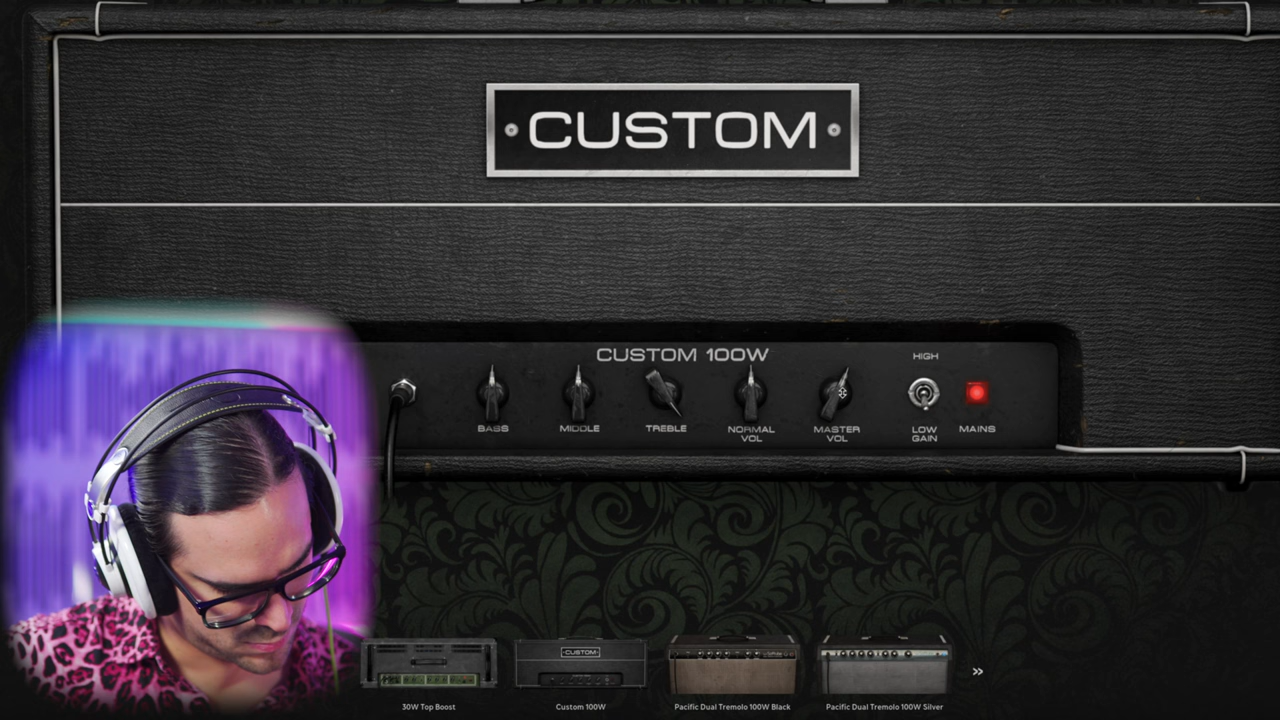 CUSTOM
CUSTOM 100W
HIGH
BASS
MIDDLE
TREBLE
NORMAL
VOL
MASTER
VOL
LOW
GAIN
MAINS
CUSTOM
30W Top Boost
Custom 100W
Pacific Dual Tremolo 100W Black
Pacific Dual Tremolo 100W Silver